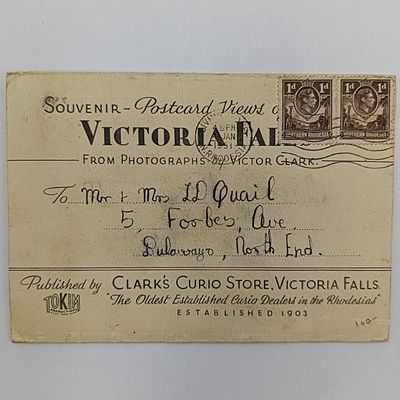 SOUVENIR - Postcard Views of
VICTORIA FALLS
FROM PHOTOGRAPHS VICTOR CLARK.
1d 1d
NORTHERN RHODESIA NORTHERN RHODESIA
JAN
To Mr & Mrs LD Quail
5 Forbes Ave
Bulawayo, North End.
Published by CLARK'S CURIO STORE, VICTORIA FALLS.
TOKIM "The Oldest Established Curio Dealers in the Rhodesias"
ESTABLISHED 1903